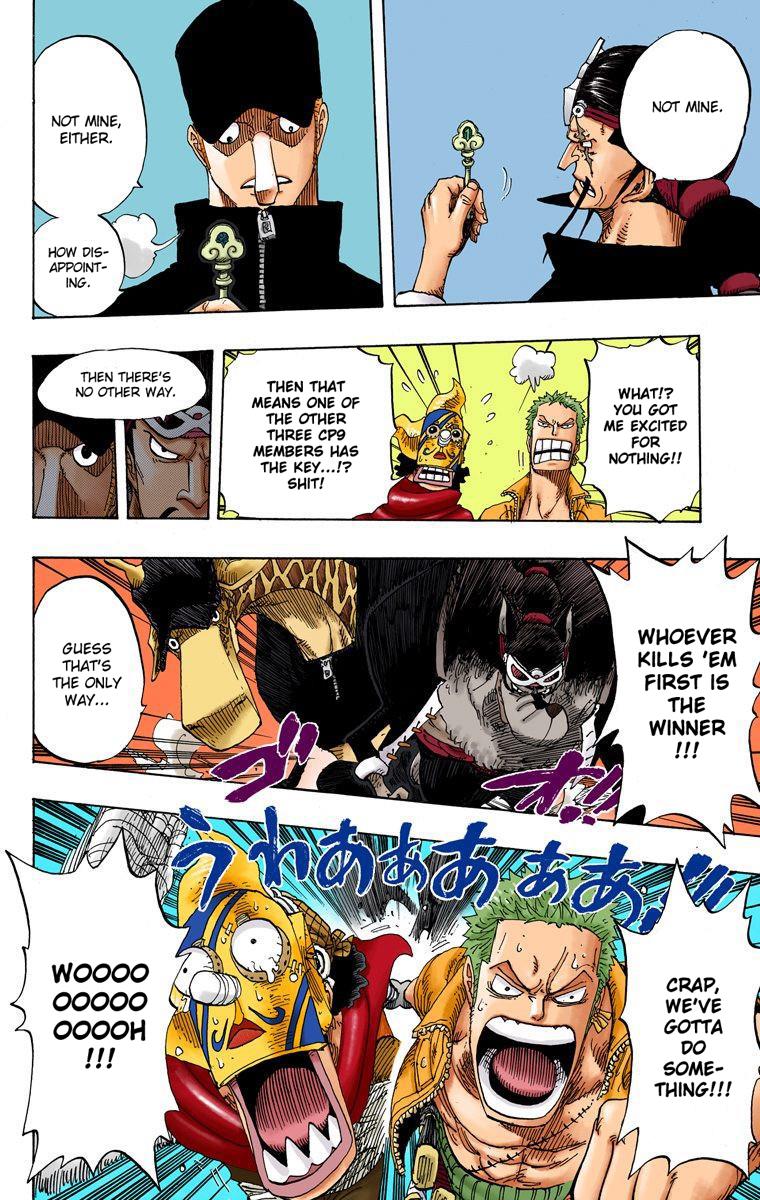 NOT MINE.
NOT MINE,
EITHER.
HOW DIS-
APPOINT-
ING.
WHAT!?
YOU GOT
ME EXCITED
FOR
NOTHING!!
THEN THAT
MEANS ONE
OF THE
OTHER
THREE CP9
MEMBERS HAS
THE KEY...!?
SHIT!
THEN THERE'S
NO OTHER WAY.
WHOEVER
KILLS 'EM
FIRST IS
THE
WINNER
!!!
GUESS
THAT'S
THE ONLY
WAY...
ゴオ!!
うわあぁあぁあ!!!
CRAP,
WE'VE
GOTTA
DO
SOME-
THING!!!
WOOOO
OOOOO
OOOOH
!!!